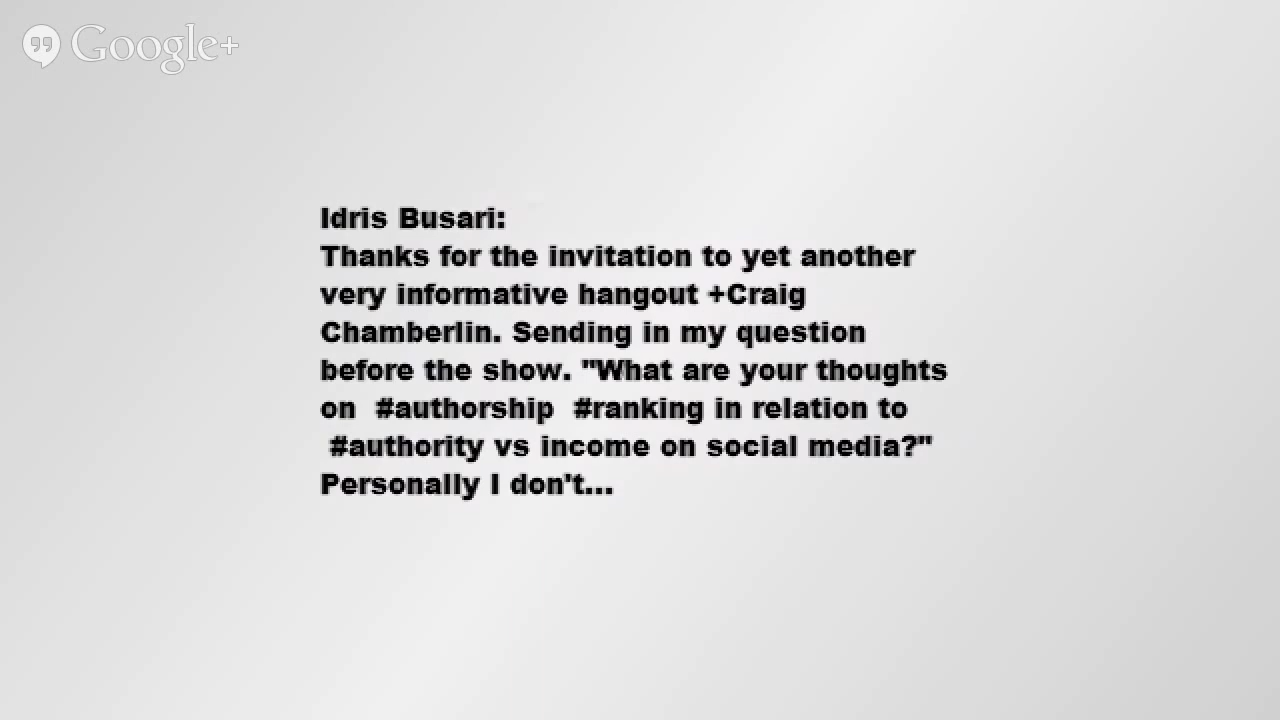 Google+
Idris Busari:
Thanks for the invitation to yet another
very informative hangout +Craig
Chamberlin. Sending in my question
before the show. "What are your thoughts
on  #authorship  #ranking in relation to
 #authority vs income on social media?"
Personally I don't...